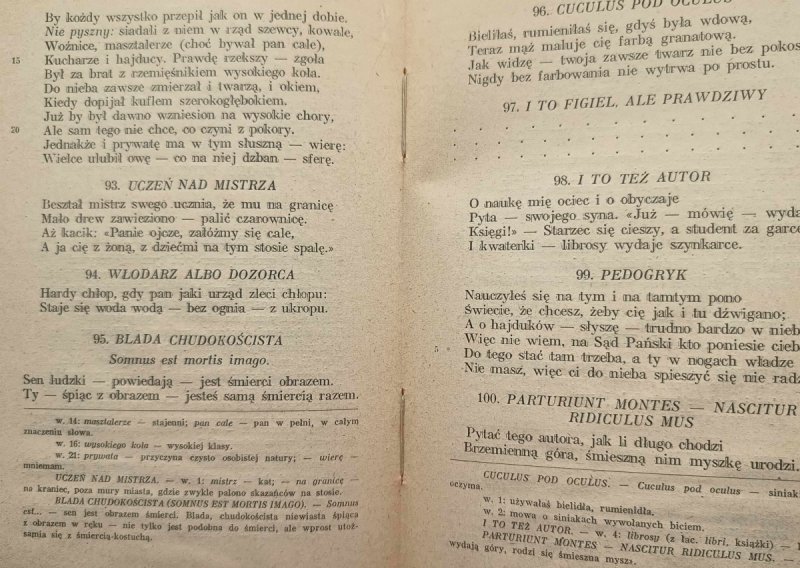 By każdy wszystko przepił jak on w jednej dobie.
Nie pyszny: siadali z niem w rząd szewcy, kowale,
Woźnice, masztalerze (choć bywał pan cale),
15 Kucharze i hajducy. Prawdę rzekszy — zgoła
Był za brat z rzemięśnikiem wysokiego koła.
Do nieba zawsze zmierzał i twarzą, i okiem,
Kiedy dopijał kuflem szerokogłębokiem.
Już by był dawno wzniesion na wysokie chory,
20 Ale sam tego nie chce, co czyni z pokory.
Jednakże i prywatę ma w tym słuszną — wierę:
Wielce ulubił owę — co na niej dzban — sferę.
93. UCZEŃ NAD MISTRZA
Beształ mistrz swego ucznia, że mu na granicę
Mało drew zawieziono — palić czarownicę.
Aż kacik: «Panie ojcze, załóżmy się cale,
A ja cię z żoną, z dziećmi na tym stosie spalę.»
94. WŁODARZ ALBO DOZORCA
Hardy chłop, gdy pan jaki urząd zleci chłopu:
Staje się woda wodą — bez ognia — z ukropu.
95. BLADA CHUDOKOŚCISTA
Somnus est mortis imago.
Sen ludzki — powiedają — jest śmierci obrazem.
Ty — śpiąc z obrazem — jesteś samą śmiercią razem.
w. 14: masztalerze — stajenni; pan cale — pan w pełni, w całym
znaczeniu słowa.
w. 16: wysokiego koła — wysokiej klasy.
w. 21: prywata — przyczyna czysto osobistej natury; — wierę —
mniemam.
UCZEŃ NAD MISTRZA. — w. 1: mistrz — kat; — na granicę —
na kraniec, poza mury miasta, gdzie zwykle palono skazańców na stosie.
BLADA CHUDOKOŚCISTA (SOMNUS EST MORTIS IMAGO). — Somnus
est... — sen jest obrazem śmierci. Blada, chudokoścista niewiasta śpiąca
z obrazem w ręku — nie tylko jest podobna do śmierci, ale wprost utoż-
samia się z śmiercią-kostuchą.
96. CUCULUS POD OCULUS
Bieliłaś, rumieniłaś się, gdyś była wdową,
Teraz mąż maluje cię farbą granatową.
Jak widzę — twoja zawsze twarz nie bez pokos
Nigdy bez farbowania nie wytrwa po prostu.
97. I TO FIGIEL, ALE PRAWDZIWY
98. I TO TEŻ AUTOR
O naukę mię ociec i o obyczaje
Pyta — swojego syna. «Już — mówię — wyda
Księgi!» — Starzec się cieszy, a student za garce
I kwaterki — librosy wydaje szynkarce.
99. PEDOGRYK
Nauczyłeś się na tym i na tamtym pono
Świecie, że chcesz, żeby cię jak i tu dźwigano;
A o hajduków — słyszę — trudno bardzo w nieb
Więc nie wiem, na Sąd Pański kto poniesie cieb
5 Do tego stać tam trzeba, a ty w nogach władze
Nie masz, więc ci do nieba spieszyć się nie radz
100. PARTURIUNT MONTES — NASCITUR
RIDICULUS MUS
Pytać tego autora, jak li długo chodzi
Brzemienną góra, śmieszną nim myszkę urodzi.
CUCULUS POD OCULUS. — Cuculus pod oculus — siniak
oczyma.
w. 1: używałaś bielidła, rumienidła.
w. 2: mowa o siniakach wywołanych biciem.
I TO TEŻ AUTOR. — w. 4: librosy (z łac. libri, książki) —
PARTURIUNT MONTES — NASCITUR RIDICULUS MUS. —
wydają góry, rodzi się śmieszna mysz.